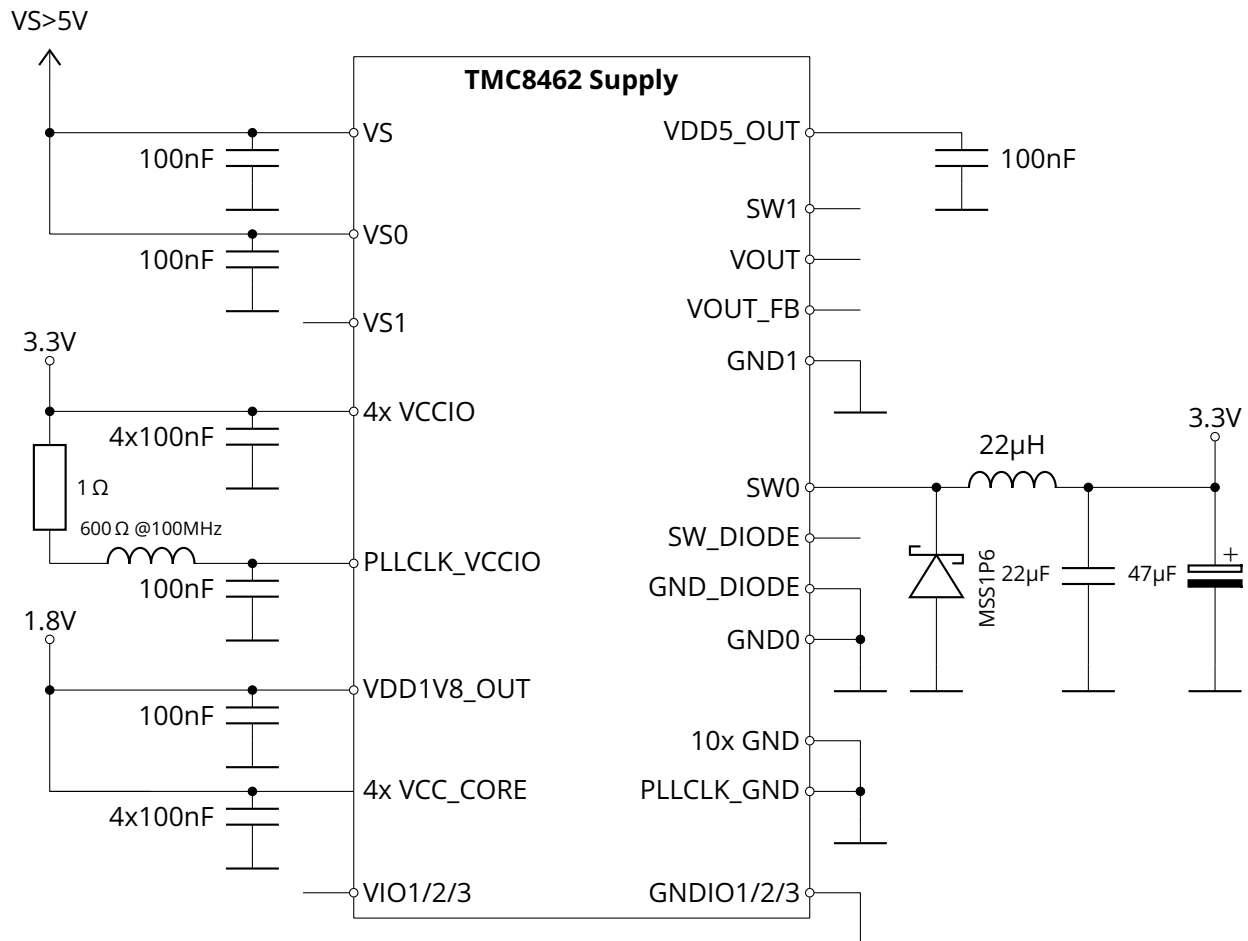 VS>5V
TMC8462 Supply
VS
VDD5_OUT
100nF
100nF
SW1
VS0
100nF
VOUT
VOUT_FB
VS1
3.3V
GND1
4x VCCIO
4x100nF
3.3V
22µH
1 Ω
SW0
600 Ω @100MHz
SW_DIODE
PLLCLK_VCCIO
100nF
GND_DIODE
MSS1P6
22µF
47µF
+
1.8V
GND0
VDD1V8_OUT
100nF
10x GND
4x VCC_CORE
PLLCLK_GND
4x100nF
VIO1/2/3
GNDIO1/2/3